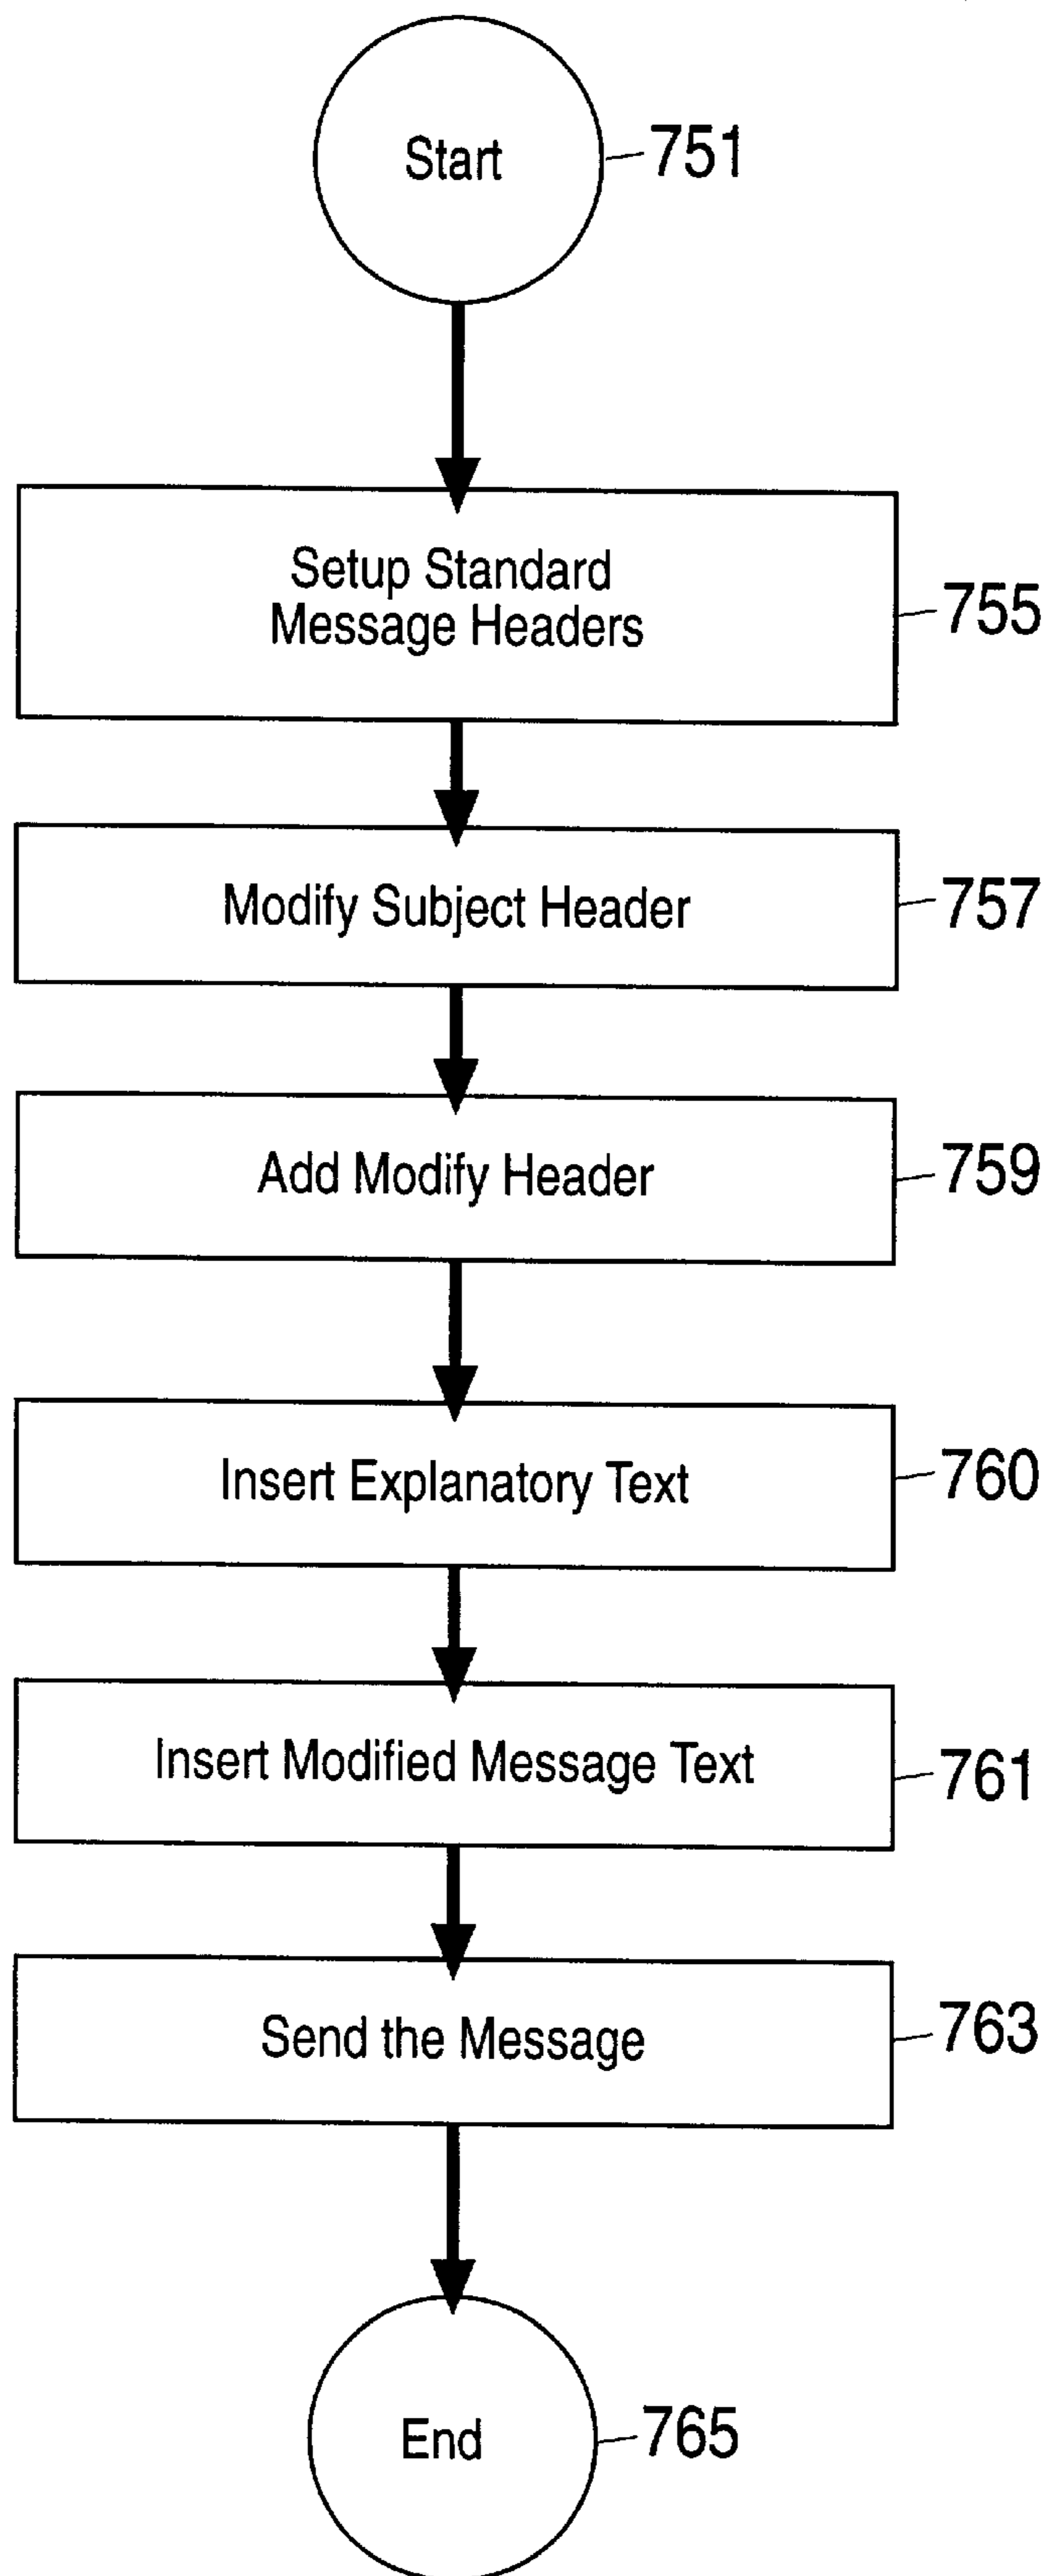 Start
751
Setup Standard
Message Headers
755
Modify Subject Header
757
Add Modify Header
759
Insert Explanatory Text
760
Insert Modified Message Text
761
Send the Message
763
End
765